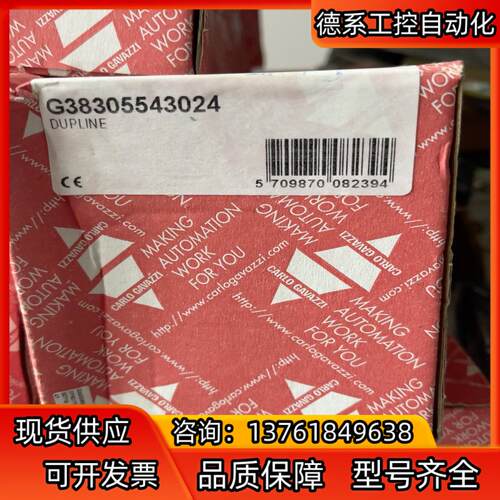 德系工控自动化
G38305543024
DUPLINE
CE
5 709870 082394
CARLO GAVAZZI
MAKING
AUTOMATION
WORK
FOR YOU
http://www.carlogavazzi.com
CARLO GAVAZZI
MAKING
AUTOMATION
WORK
FOR YOU
现货供应
咨询：13761849638
可开发票
品质保障
型号齐全